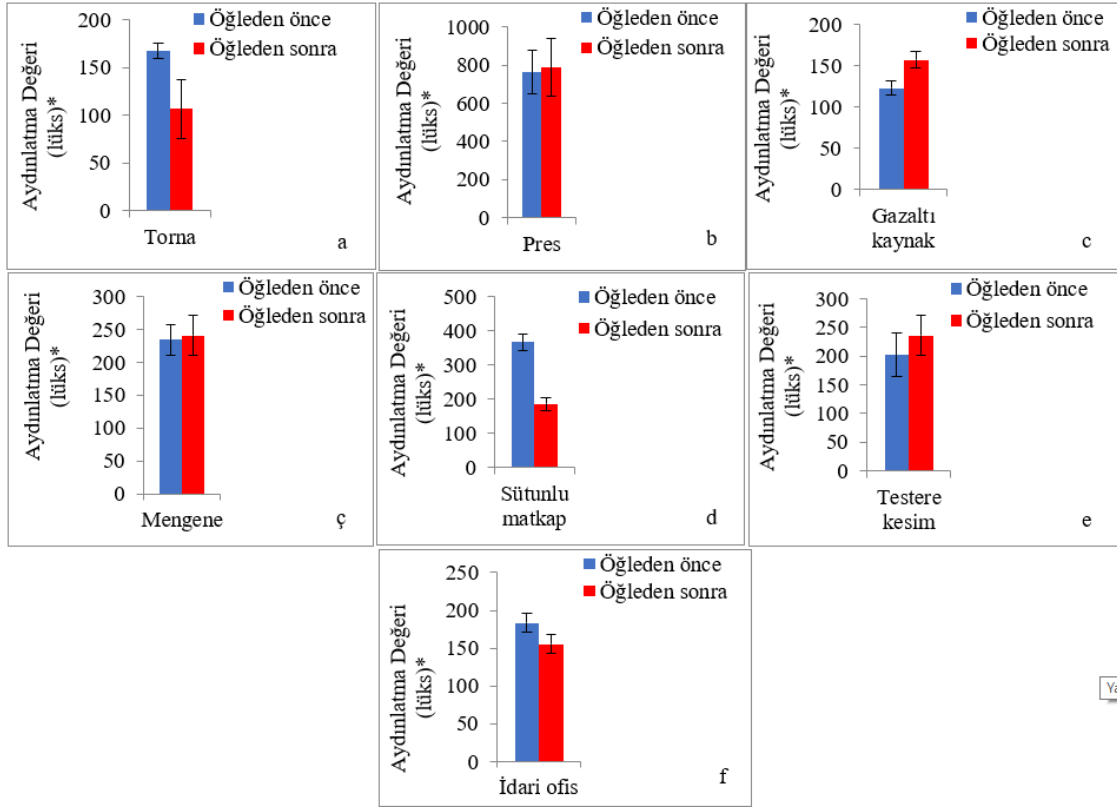 Aydınlatma Değeri
(lüks)*
200
150
100
50
0
Öğleden önce
Öğleden sonra
Torna
a
Aydınlatma Değeri
(lüks)*
1000
800
600
400
200
0
Öğleden önce
Öğleden sonra
Pres
b
Aydınlatma Değeri
(lüks)*
200
150
100
50
0
Öğleden önce
Öğleden sonra
Gazaltı
kaynak
c
Aydınlatma Değeri
(lüks)*
300
250
200
150
100
50
0
Öğleden önce
Öğleden sonra
Mengene
ç
Aydınlatma Değeri
(lüks)*
500
400
300
200
100
0
Öğleden önce
Öğleden sonra
Sütunlu
matkap
d
Aydınlatma Değeri
(lüks)*
300
250
200
150
100
50
0
Öğleden önce
Öğleden sonra
Testere
kesim
e
Aydınlatma Değeri
(lüks)*
250
200
150
100
50
0
Öğleden önce
Öğleden sonra
İdari ofis
f